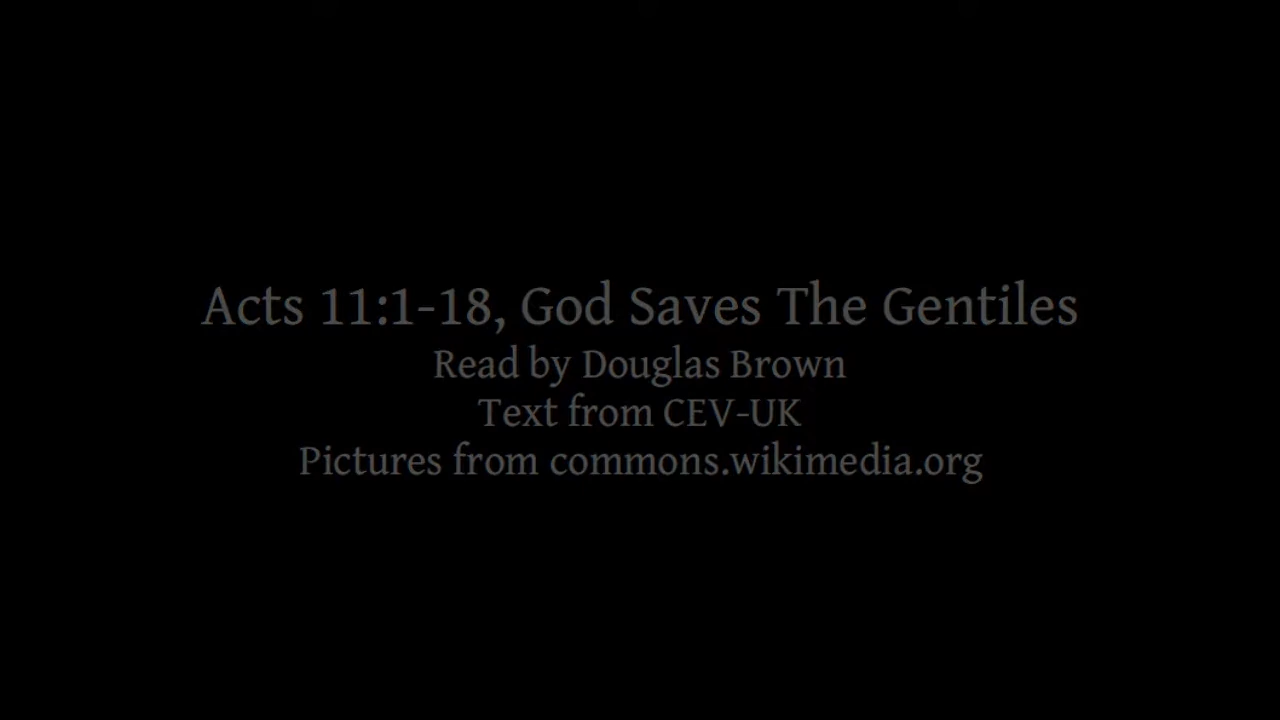 Acts 11:1-18, God Saves The Gentiles
Read by Douglas Brown
Text from CEV-UK
Pictures from commons.wikimedia.org